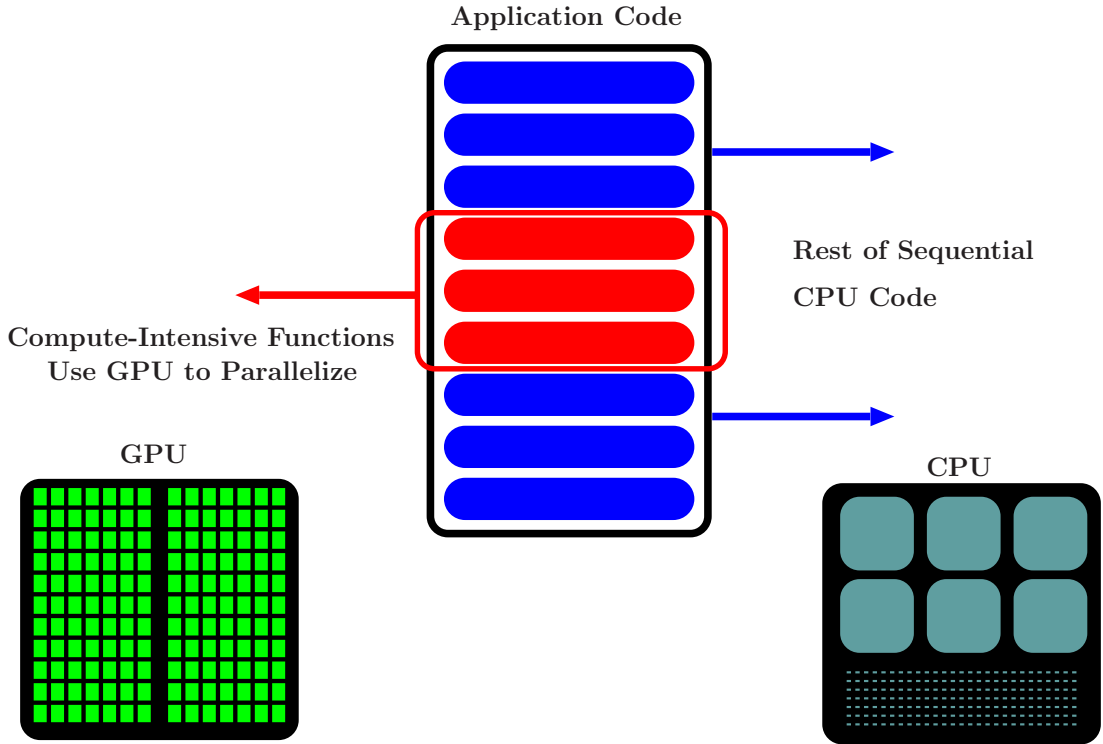 Application Code
Rest of Sequential
CPU Code
Compute-Intensive Functions
Use GPU to Parallelize
GPU
CPU